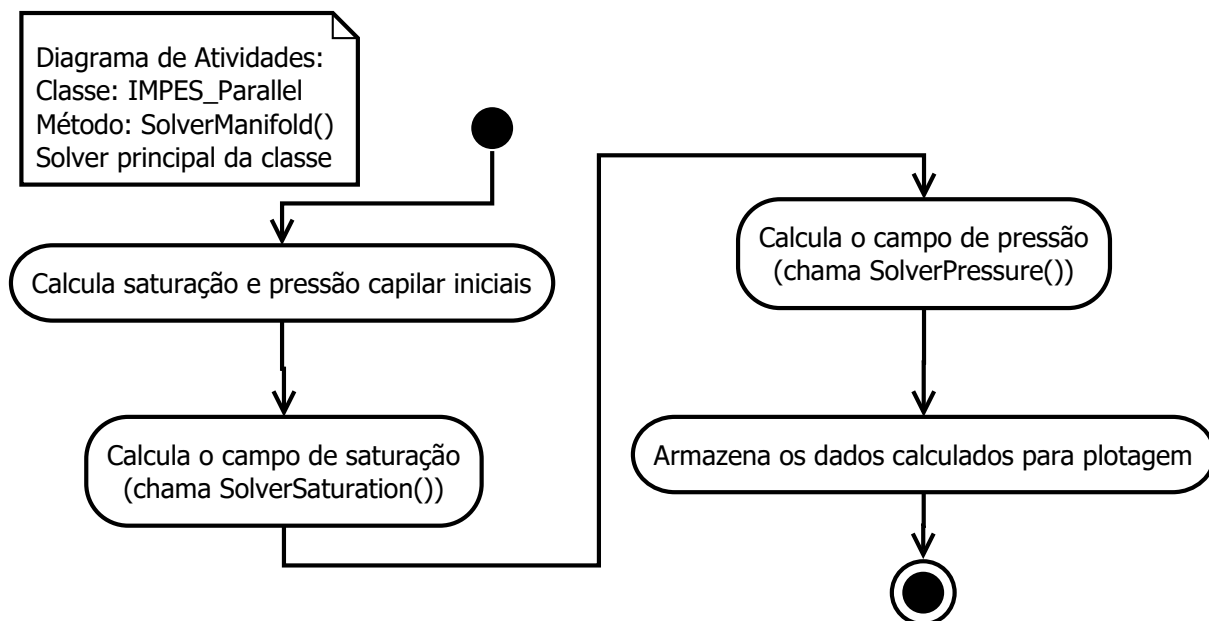 Diagrama de Atividades:
Classe: IMPES_Parallel
Método: SolverManifold()
Solver principal da classe
Calcula saturação e pressão capilar iniciais
Calcula o campo de saturação
(chama SolverSaturation())
Calcula o campo de pressão
(chama SolverPressure())
Armazena os dados calculados para plotagem